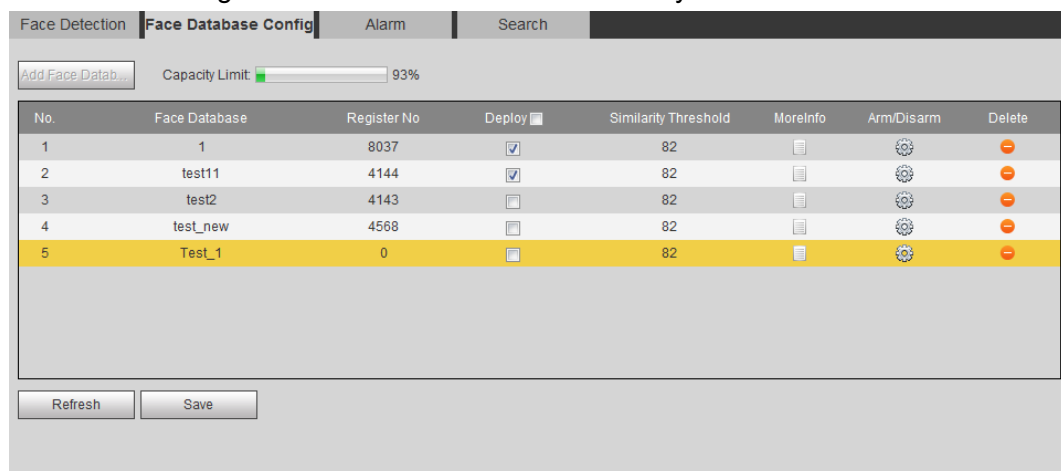 Face Detection Face Database Config Alarm Search
Add Face Datab... Capacity Limit: 93%
No. Face Database Register No Deploy Similarity Threshold MoreInfo Arm/Disarm Delete
1 1 8037 82
2 test11 4144 82
3 test2 4143 82
4 test_new 4568 82
5 Test_1 0 82
Refresh Save